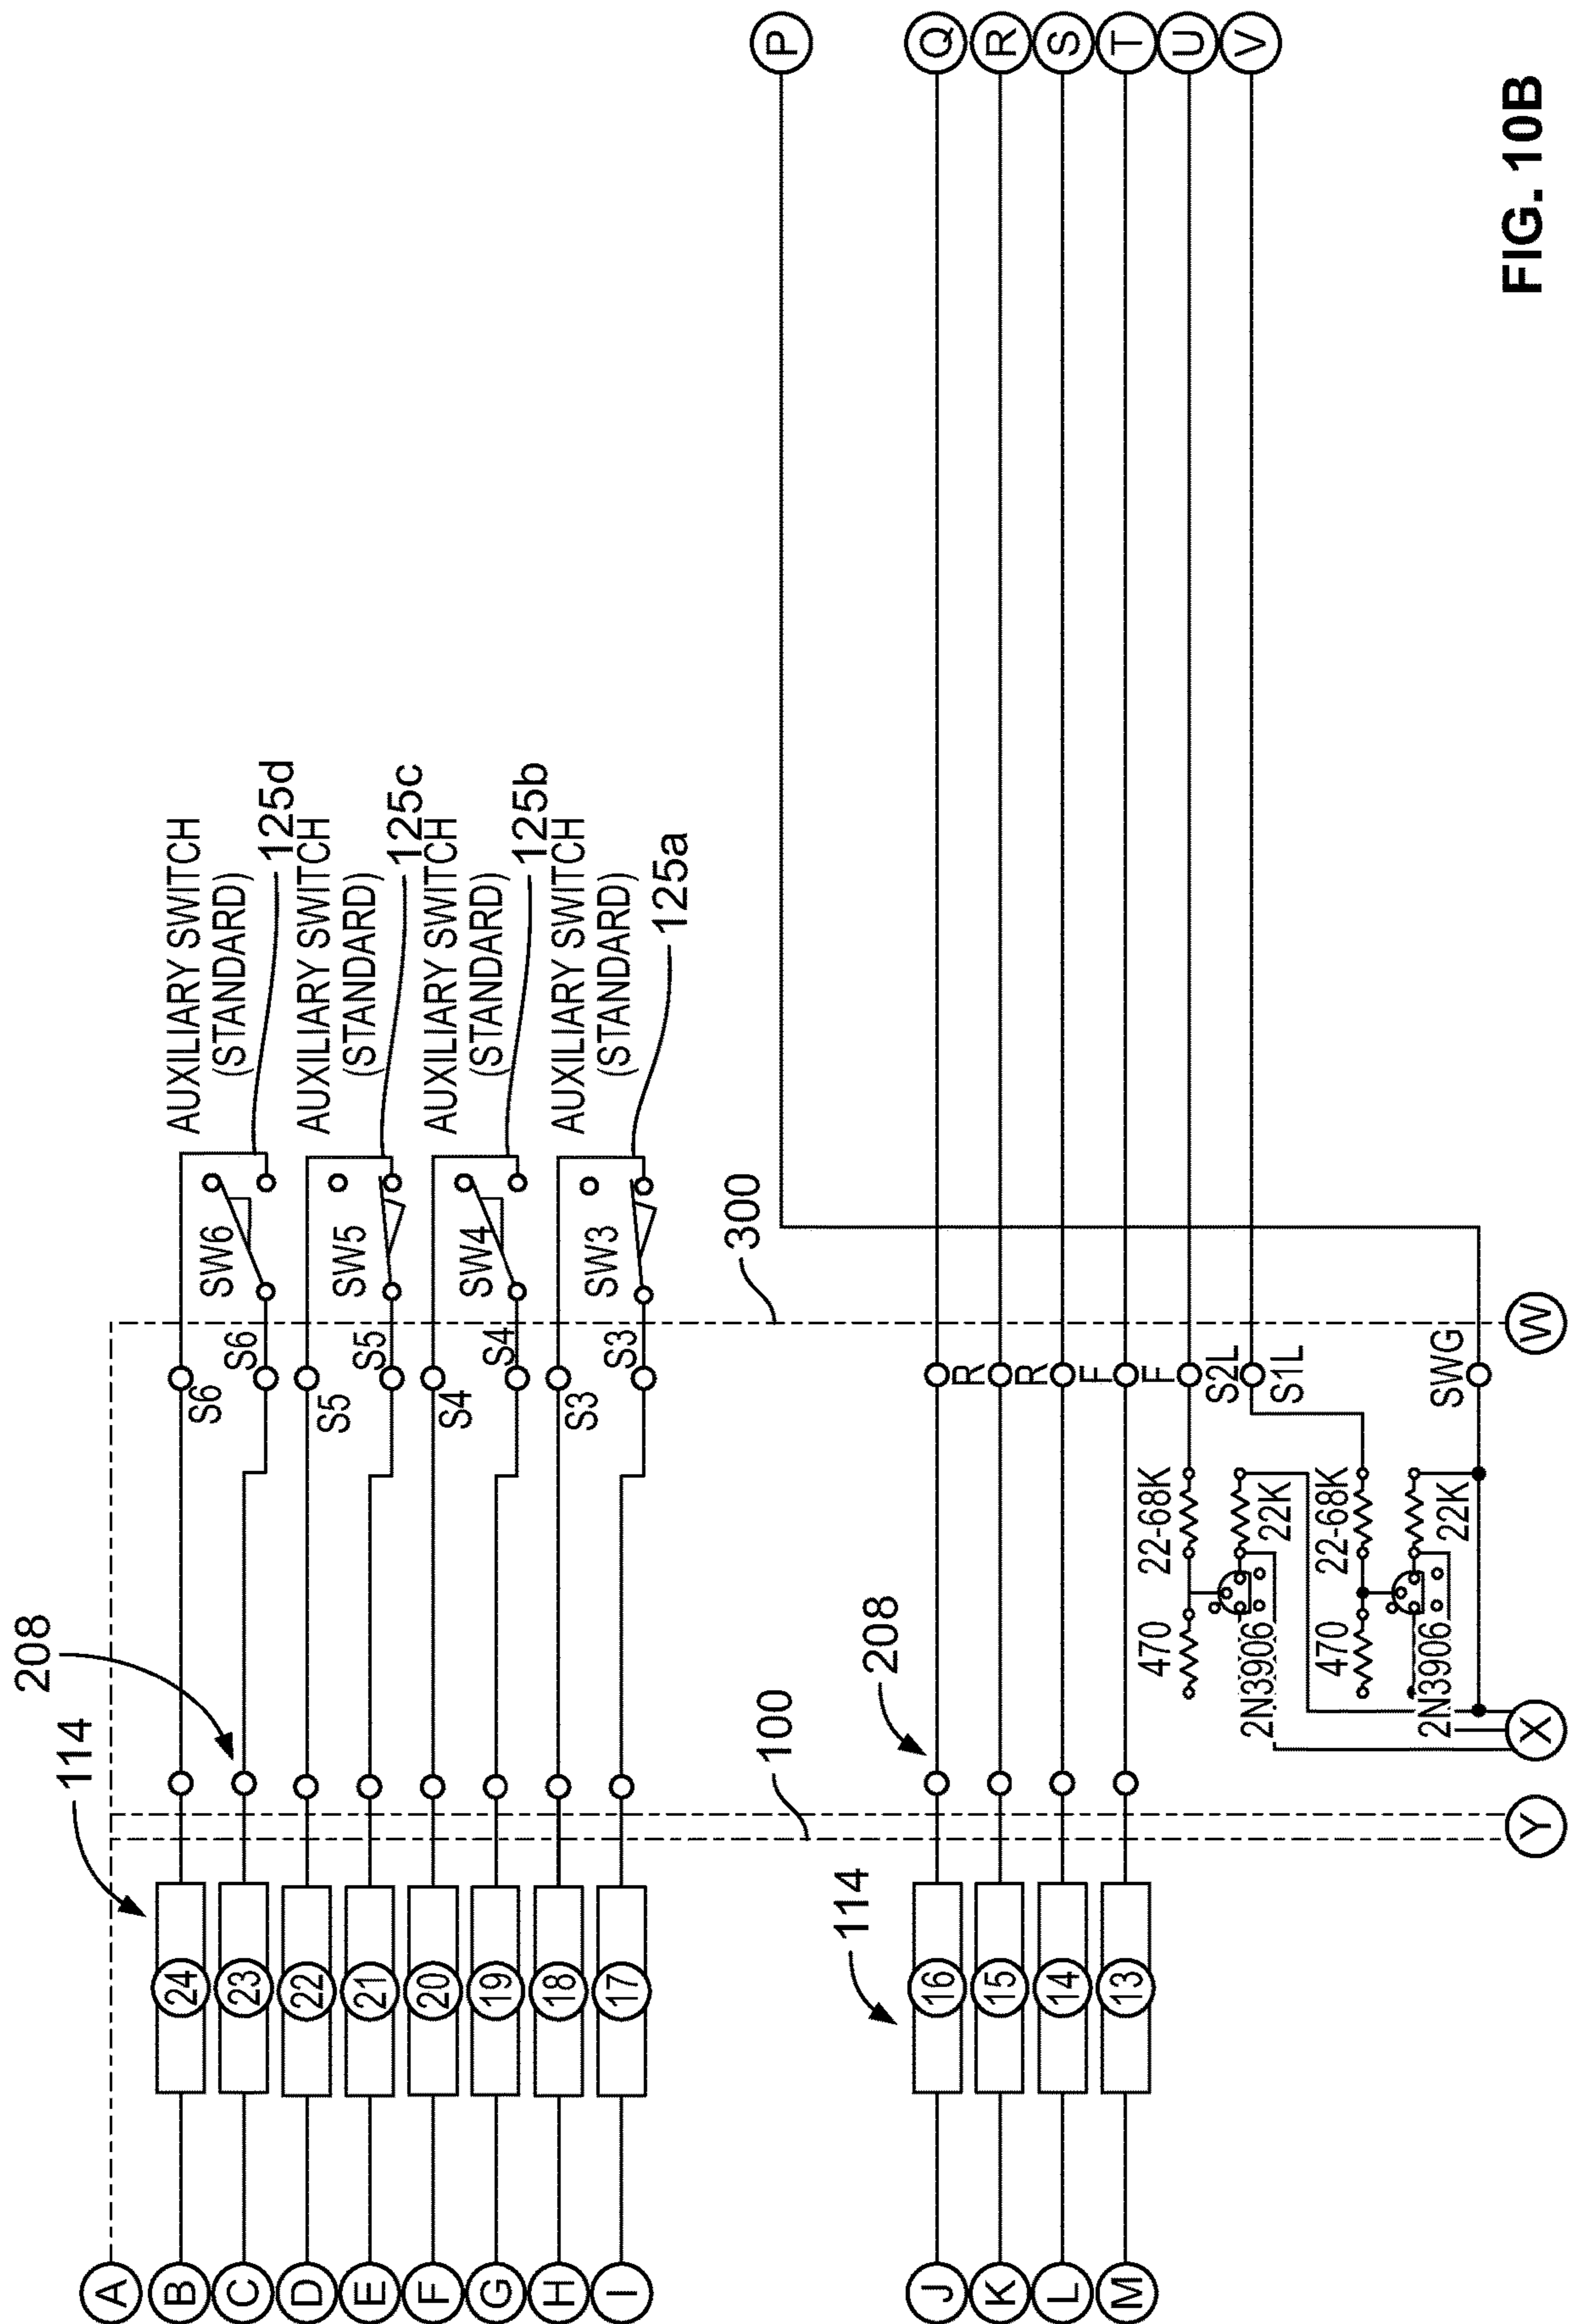 A
B
C
D
E
F
G
H
I
J
K
L
M
24
23
22
21
20
19
18
17
16
15
14
13
114
114
208
208
100
300
S6
S6
S5
S5
S4
S4
S3
S3
SW6
SW5
SW4
SW3
AUXILIARY SWITCH
(STANDARD)
125d
AUXILIARY SWITCH
(STANDARD)
125c
AUXILIARY SWITCH
(STANDARD)
125b
AUXILIARY SWITCH
(STANDARD)
125a
R
R
F
F
S2L
S1L
SWG
470
22-68K
2N3906
22K
470
22-68K
2N3906
22K
P
Q
R
S
T
U
V
W
X
Y
FIG. 10B